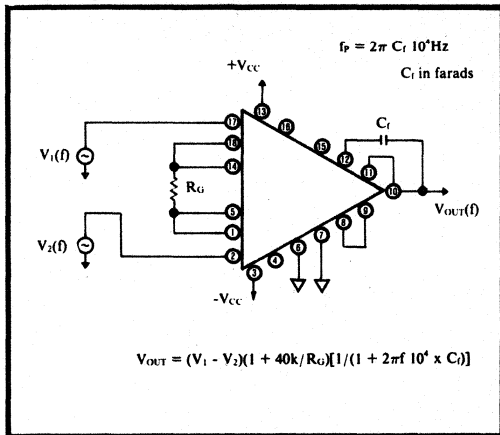 fP = 2π Cf 10⁴Hz
Cf in farads
+VCC
13
18
17
16
15
Cf
12
11
V1(f)
14
RG
10
VOUT(f)
5
9
8
1
7
V2(f)
2
6
4
3
-VCC
VOUT = (V1 - V2)(1 + 40k/RG)[1/(1 + 2πf 10⁴ x Cf)]